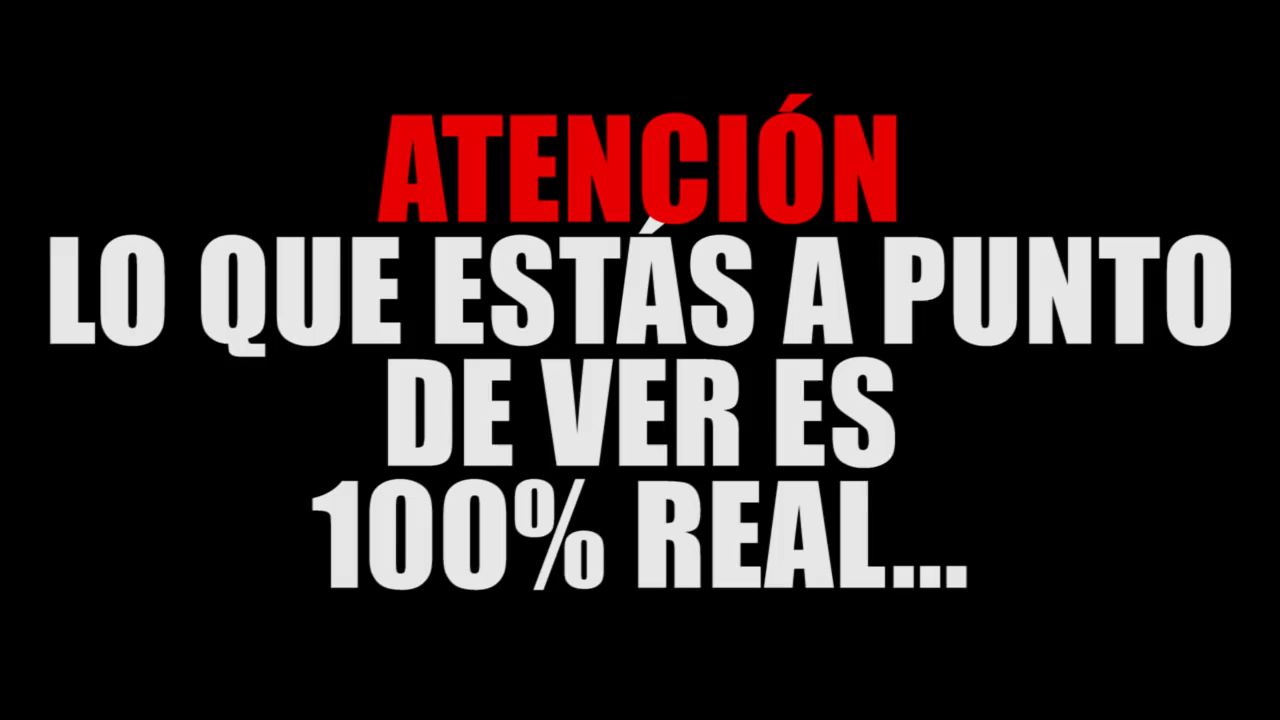 ATENCIÓN
LO QUE ESTÁS A PUNTO
DE VER ES
100% REAL...